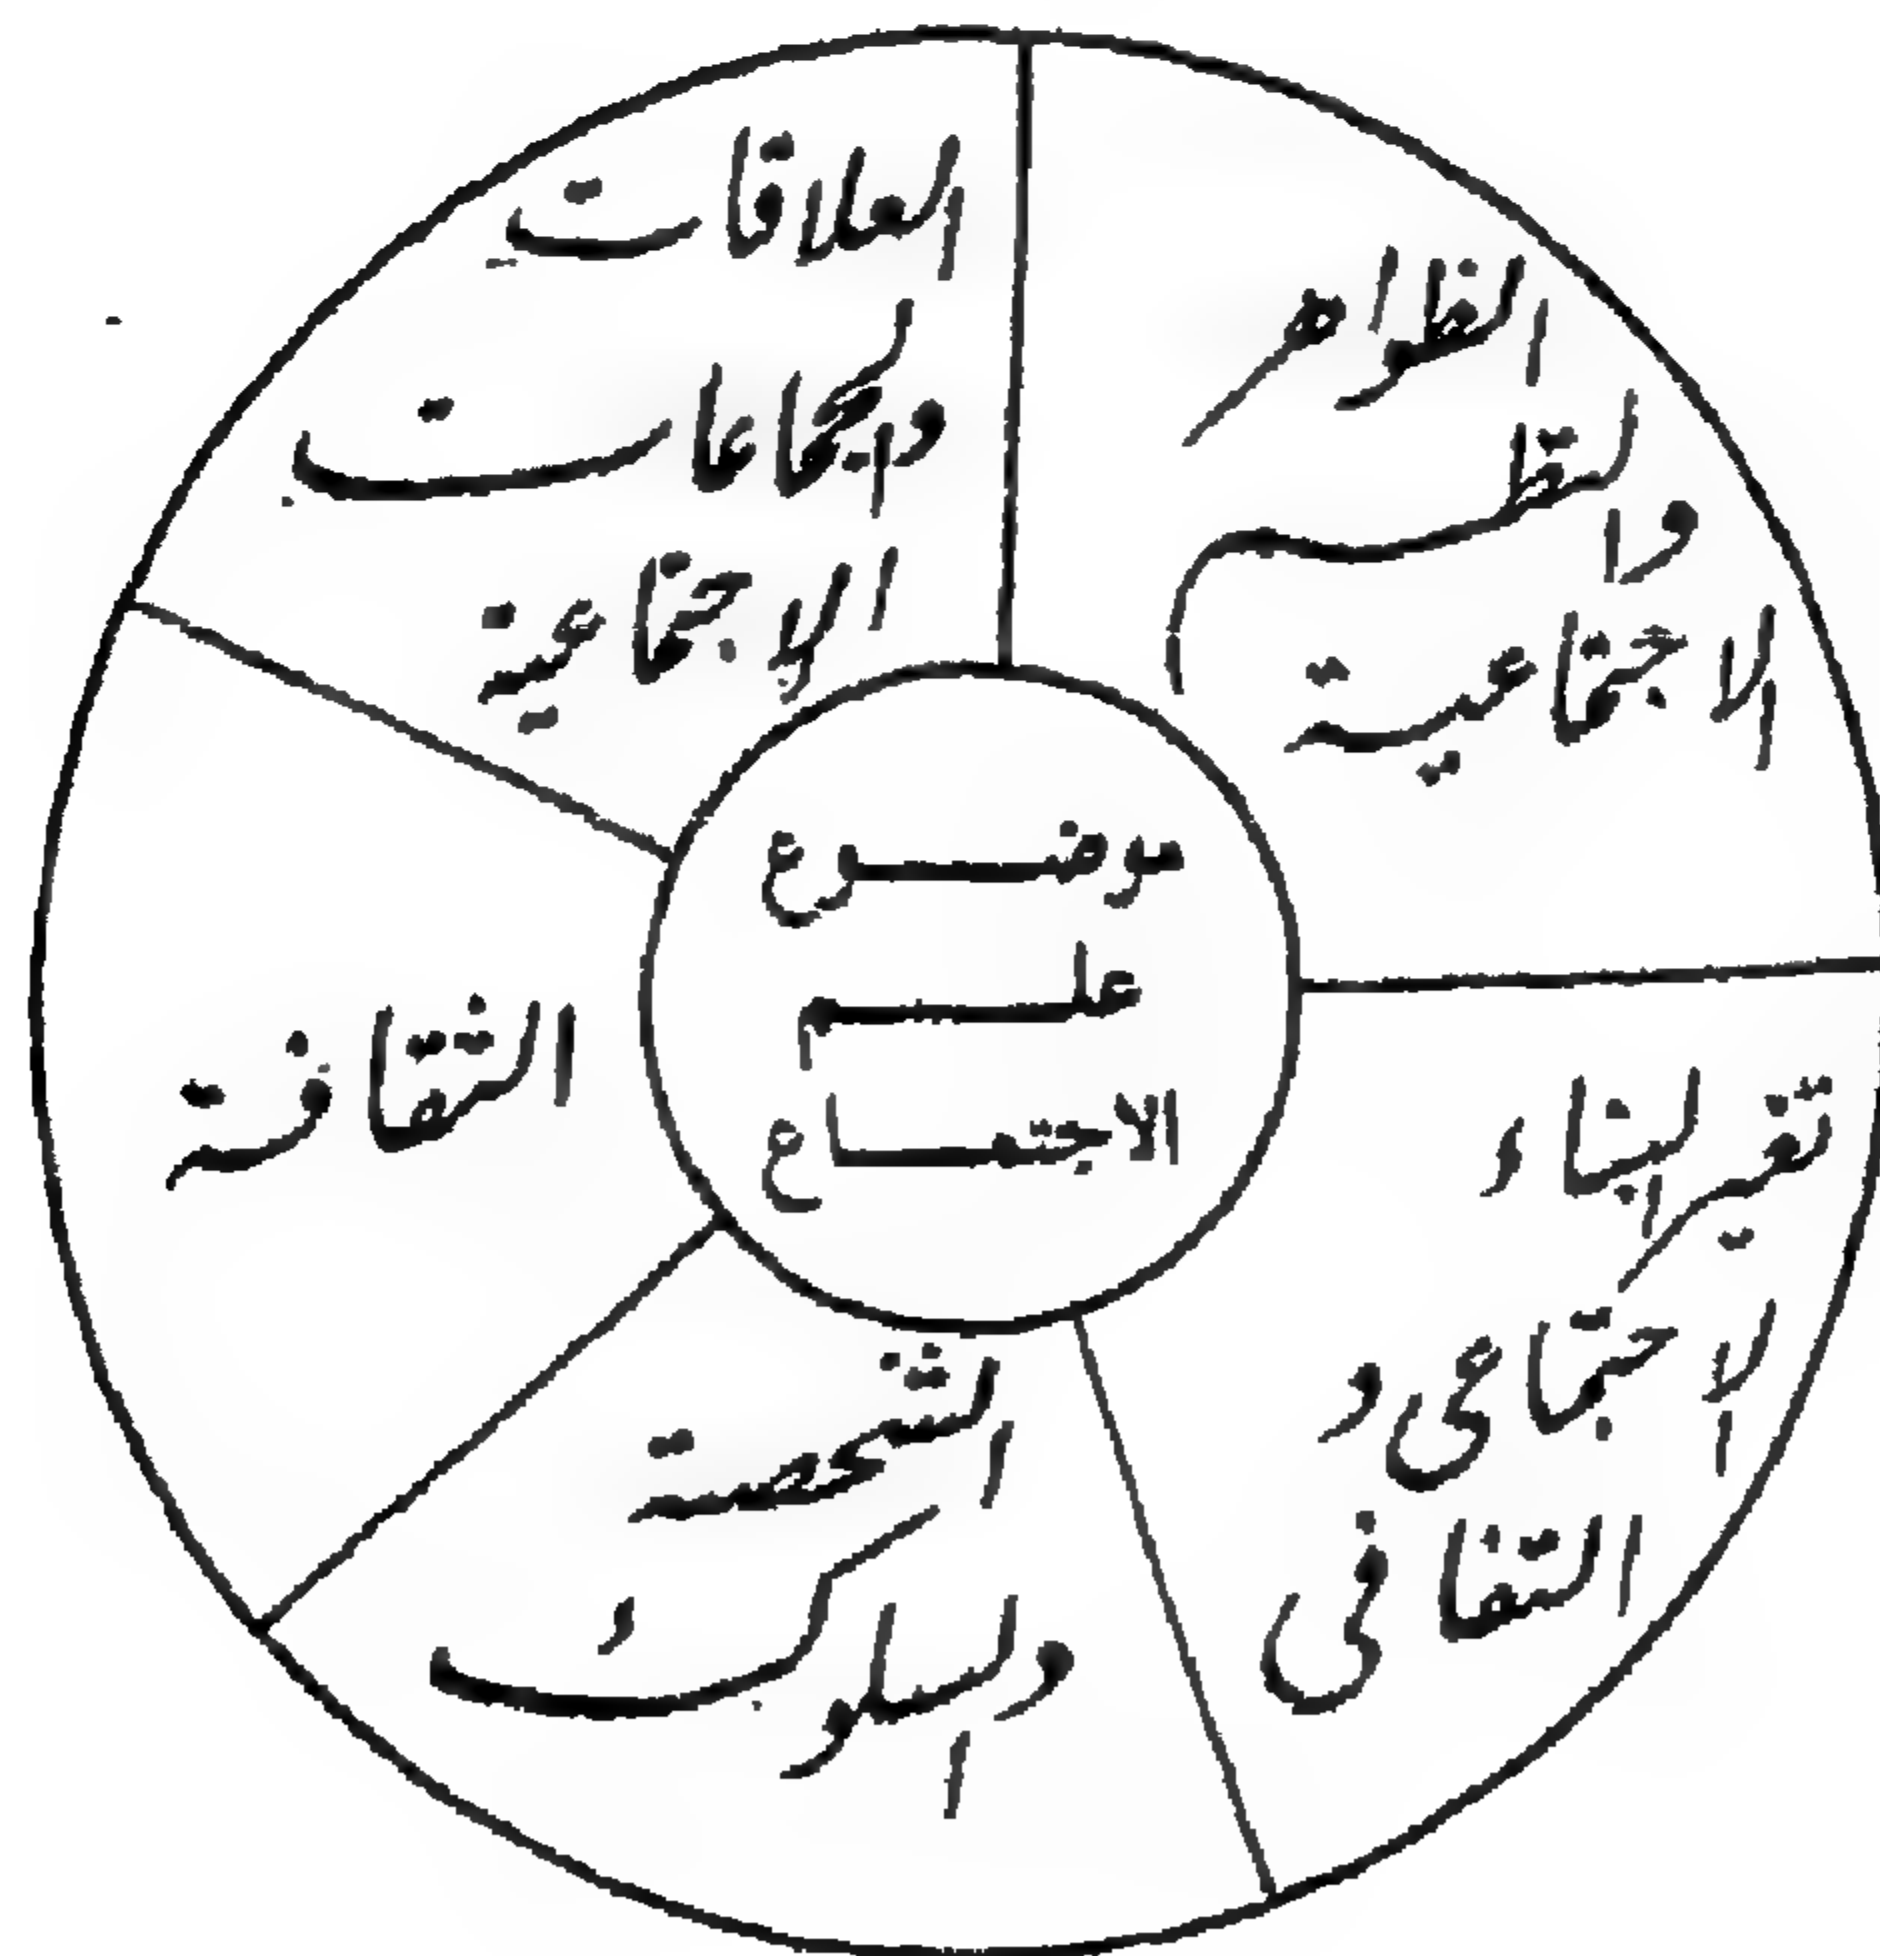 موضوع
علم
الاجتماع
الظواهر
والنظم
الاجتماعية
تغير البناء
الاجتماعي و
الثقافي
الشخصية
والسلوك
الثقافة
العلاقات
والجماعات
الاجتماعية